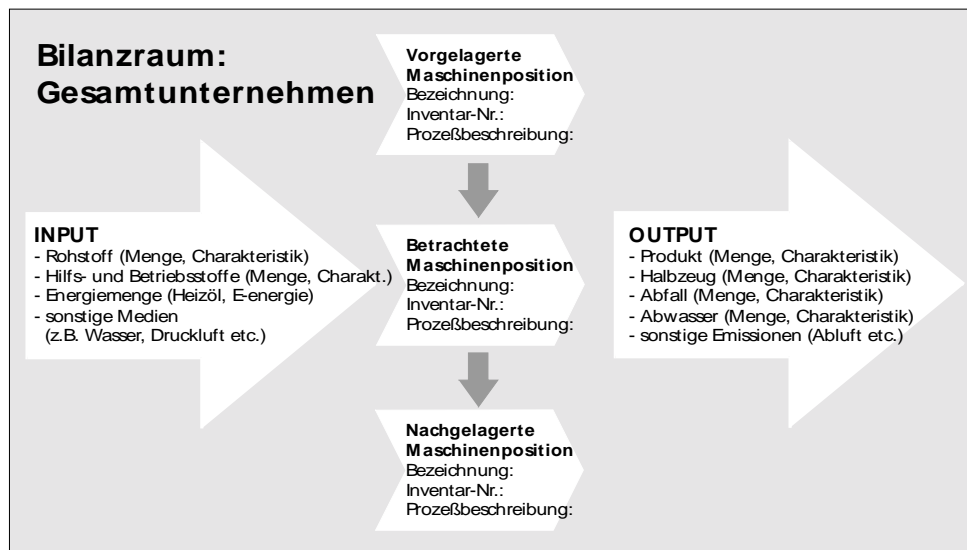 Bilanzraum:
Gesamtunternehmen
Vorgelagerte
Maschinenposition
Bezeichnung:
Inventar-Nr.:
Prozeßbeschreibung:
INPUT
- Rohstoff (Menge, Charakteristik)
- Hilfs- und Betriebsstoffe (Menge, Charakt.)
- Energiemenge (Heizöl, E-energie)
- sonstige Medien
(z.B. Wasser, Druckluft etc.)
Betrachtete
Maschinenposition
Bezeichnung:
Inventar-Nr.:
Prozeßbeschreibung:
OUTPUT
- Produkt (Menge, Charakteristik)
- Halbzeug (Menge, Charakteristik)
- Abfall (Menge, Charakteristik)
- Abwasser (Menge, Charakteristik)
- sonstige Emissionen (Abluft etc.)
Nachgelagerte
Maschinenposition
Bezeichnung:
Inventar-Nr.:
Prozeßbeschreibung: